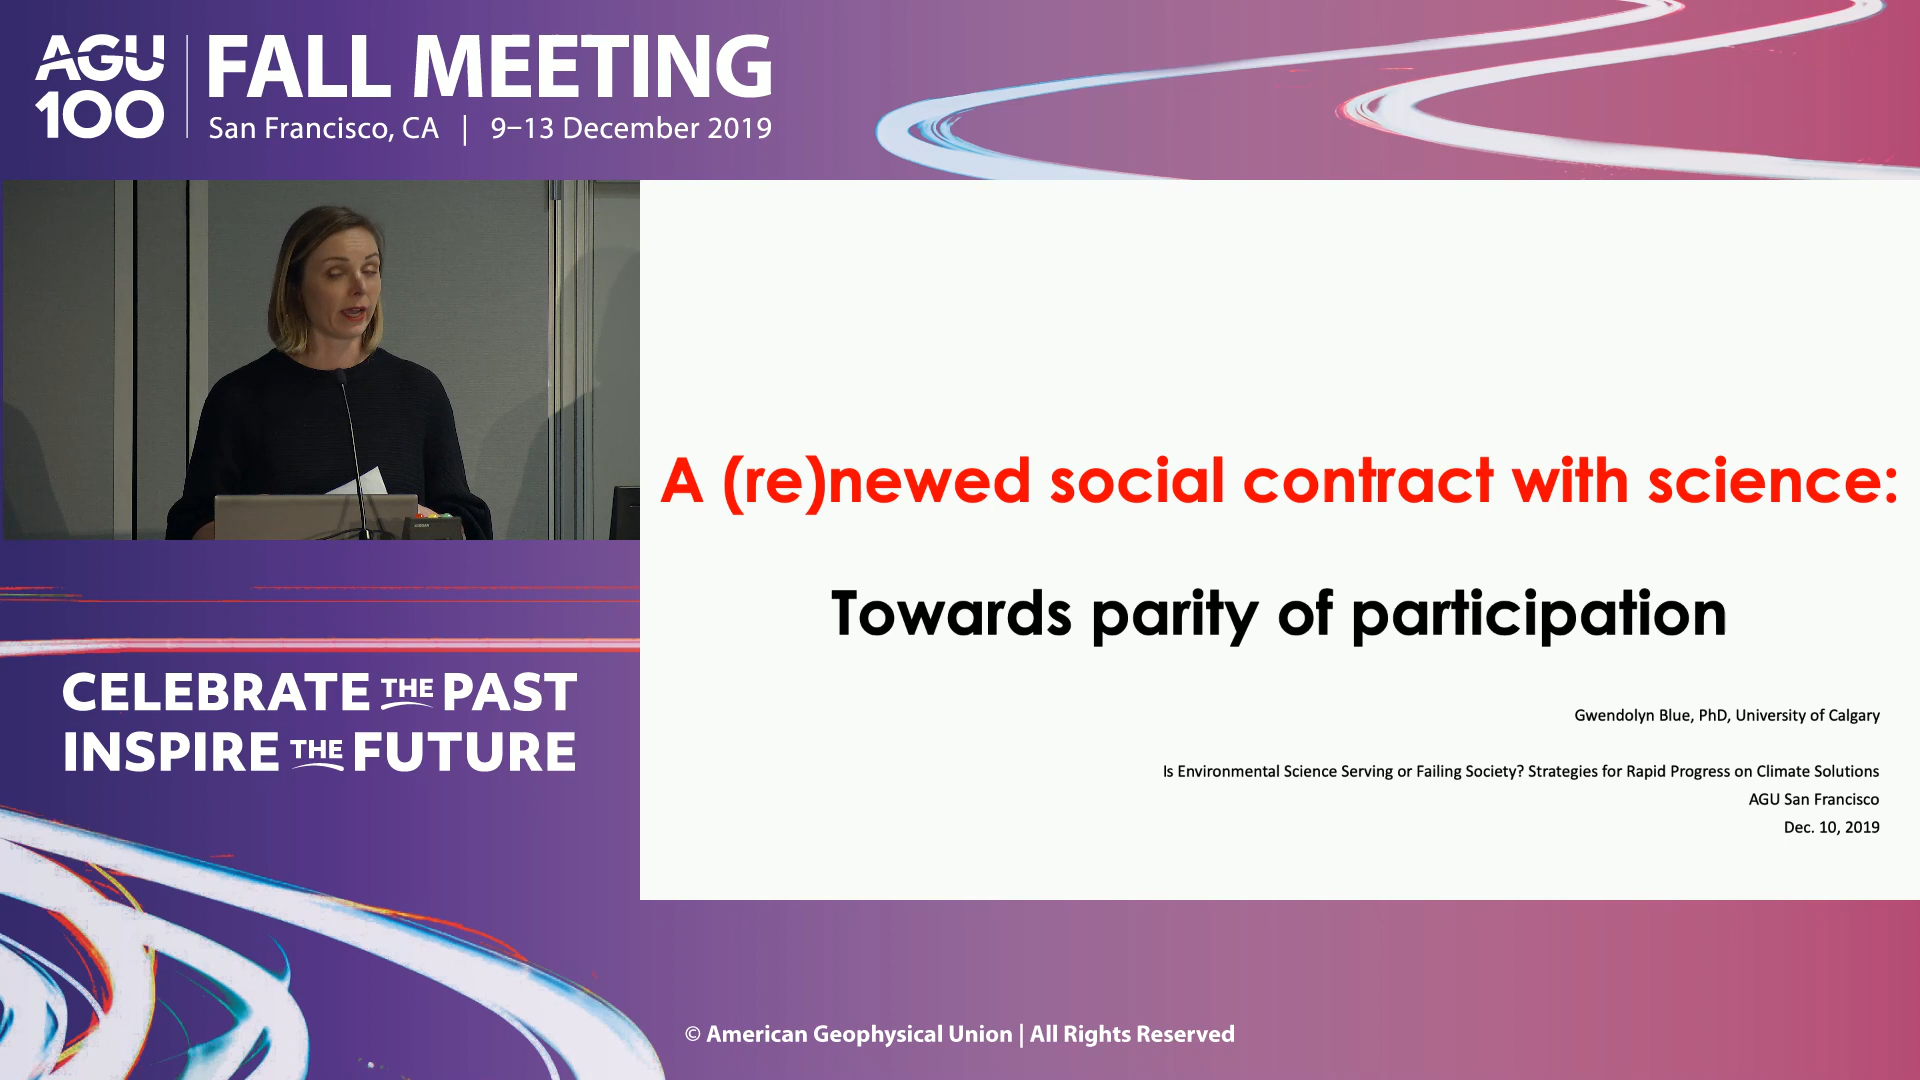 AGU
100
FALL MEETING
San Francisco, CA | 9–13 December 2019
A (re)newed social contract with science:
Towards parity of participation
Gwendolyn Blue, PhD, University of Calgary
Is Environmental Science Serving or Failing Society? Strategies for Rapid Progress on Climate Solutions
AGU San Francisco
Dec. 10, 2019
CELEBRATE THE PAST
INSPIRE THE FUTURE
© American Geophysical Union | All Rights Reserved